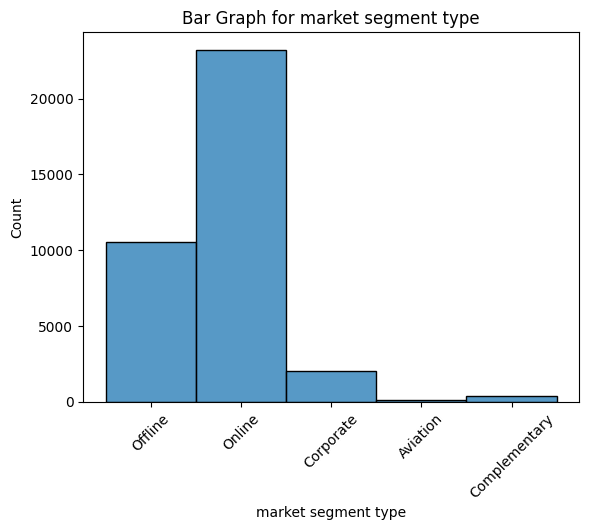 Bar Graph for market segment type
Count
20000
15000
10000
5000
0
Offline
Online
Corporate
Aviation
Complementary
market segment type